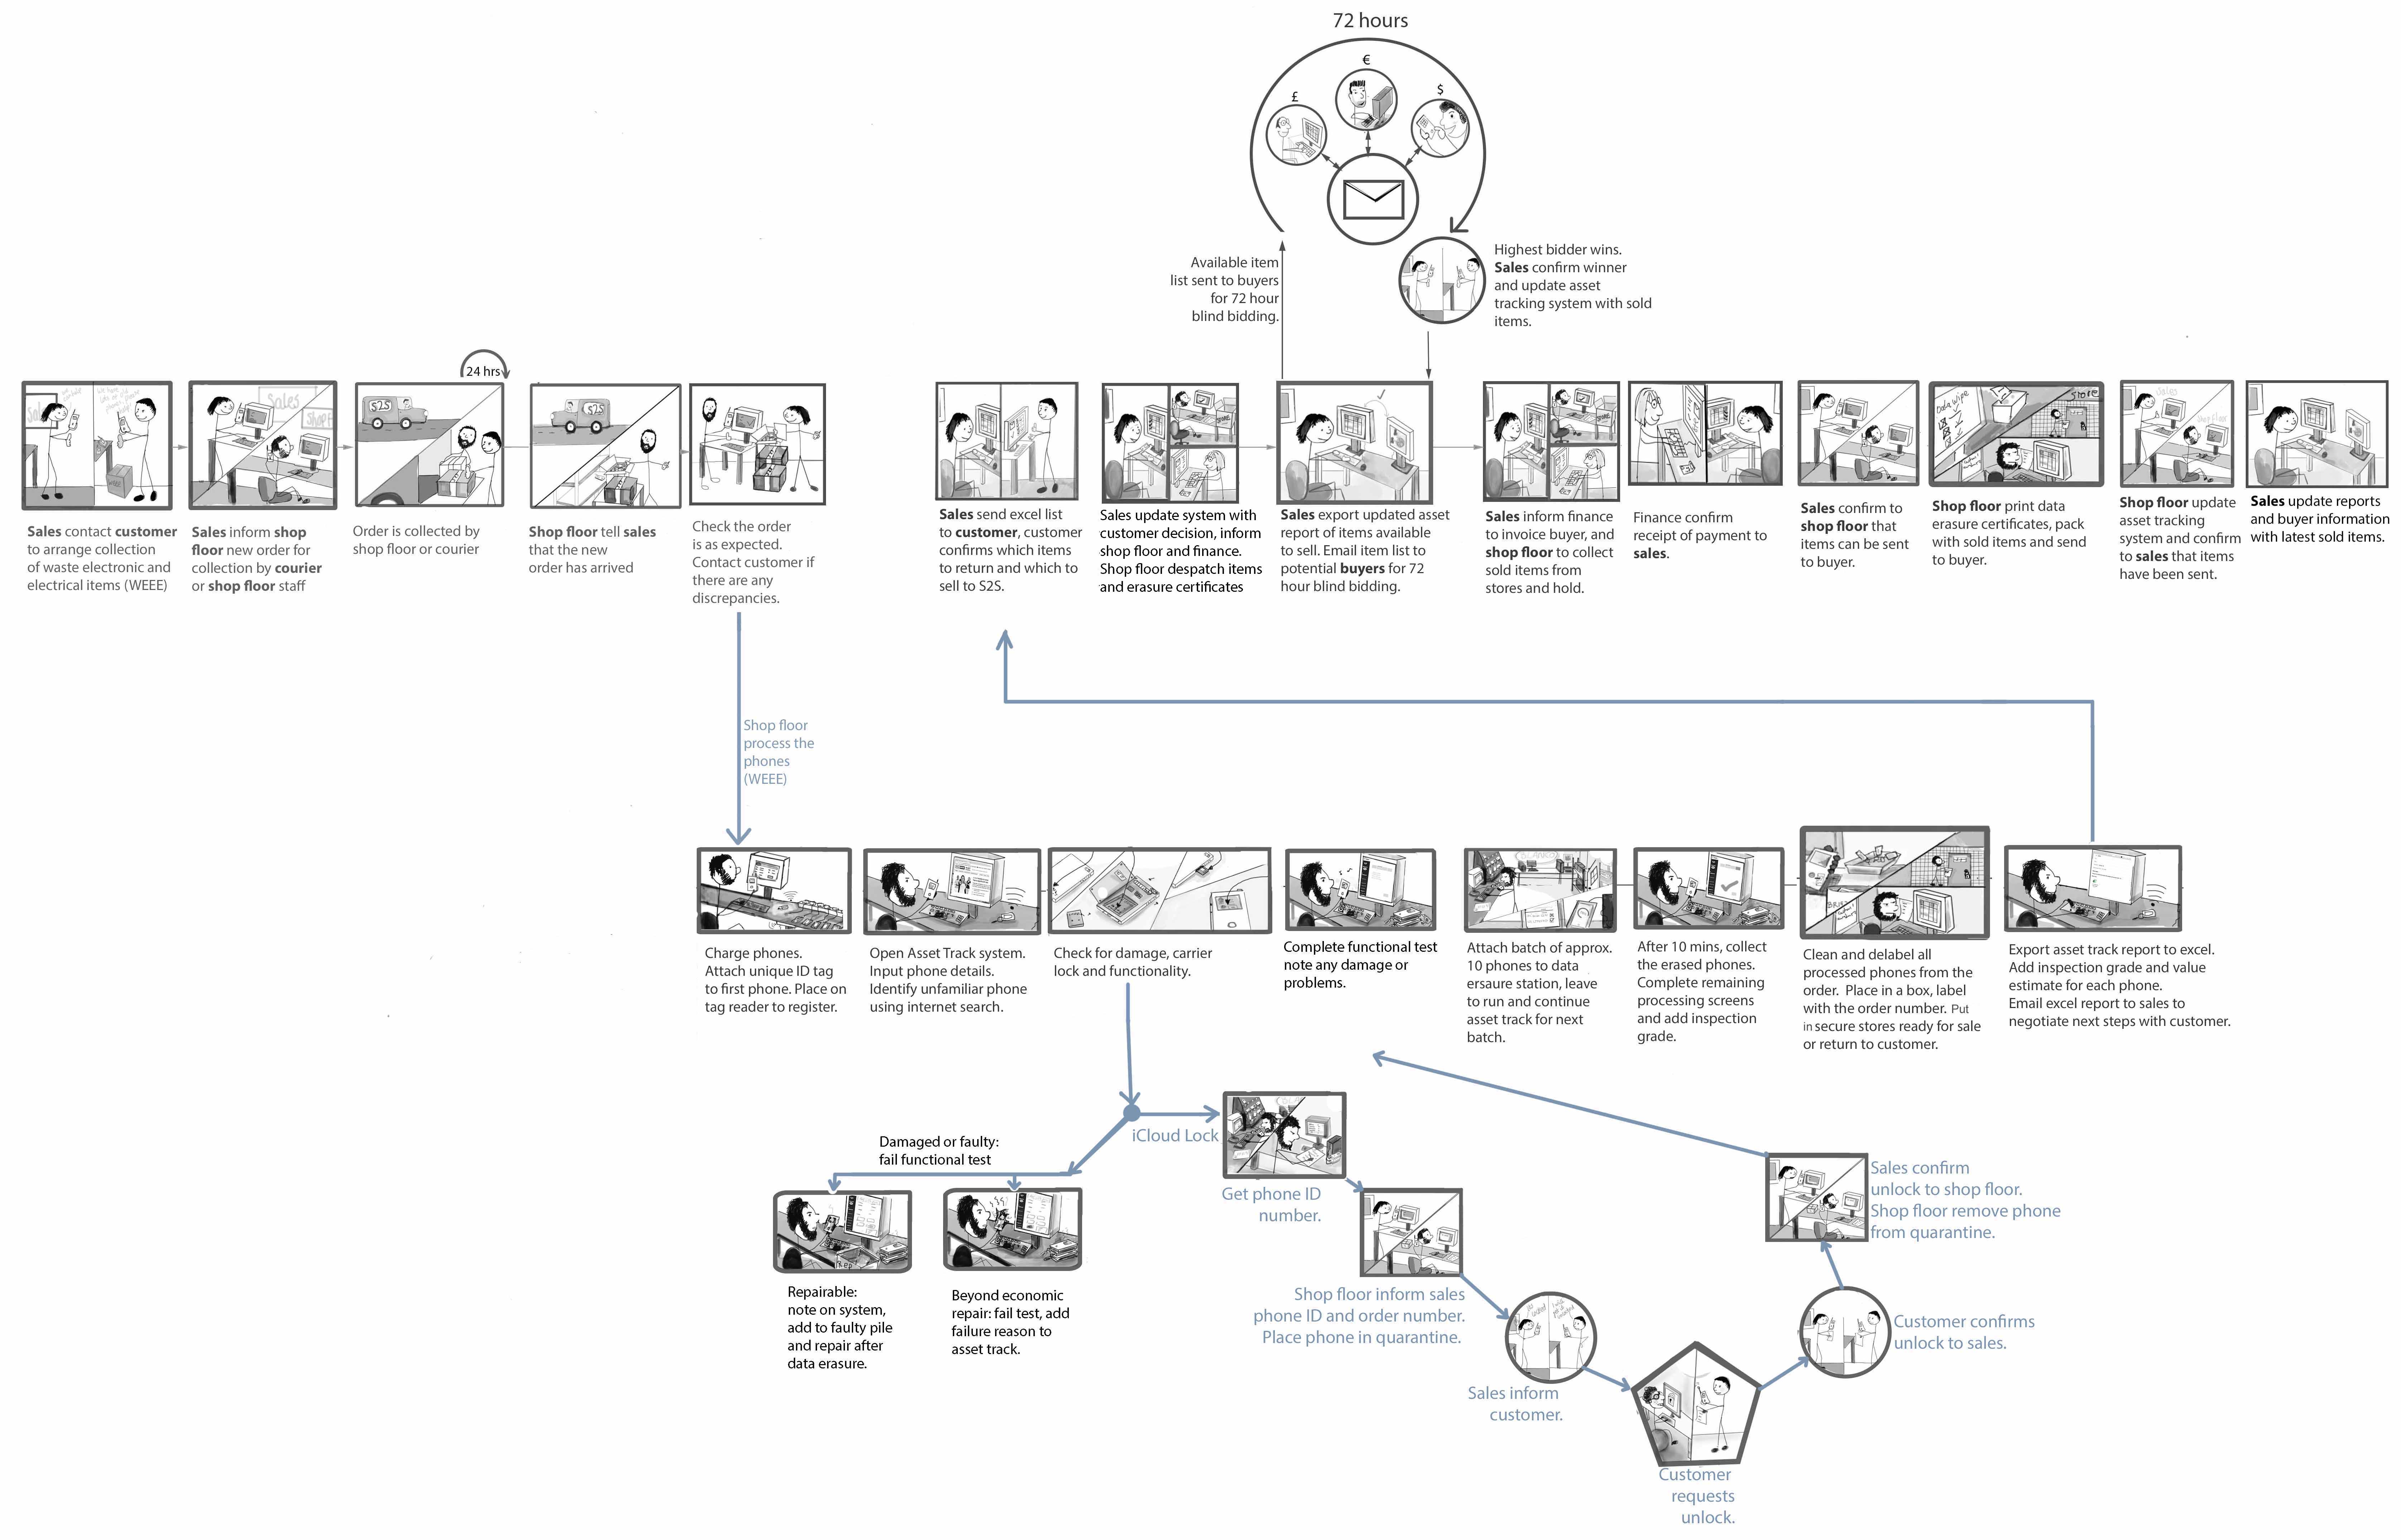 72 hours
€
£
$
Available item
list sent to buyers
for 72 hour
blind bidding.
Highest bidder wins.
Sales confirm winner
and update asset
tracking system with sold
items.
24 hrs
S2S
S2S
Sales
Shop F
Sales contact customer
to arrange collection
of waste electronic and
electrical items (WEEE)
Sales inform shop
floor new order for
collection by courier
or shop floor staff
Order is collected by
shop floor or courier
Shop floor tell sales
that the new
order has arrived
Check the order
is as expected.
Contact customer if
there are any
discrepancies.
Sales send excel list
to customer, customer
confirms which items
to return and which to
sell to S2S.
Sales update system with
customer decision, inform
shop floor and finance.
Shop floor despatch items
and erasure certificates
Sales export updated asset
report of items available
to sell. Email item list to
potential buyers for 72
hour blind bidding.
Sales inform finance
to invoice buyer, and
shop floor to collect
sold items from
stores and hold.
Finance confirm
receipt of payment to
sales.
Sales confirm to
shop floor that
items can be sent
to buyer.
Data wipe
Store
Shop floor print data
erasure certificates, pack
with sold items and send
to buyer.
Sales
Shop floor
Shop floor update
asset tracking
system and confirm
to sales that items
have been sent.
Sales update reports
and buyer information
with latest sold items.
Shop floor
process the
phones
(WEEE)
Charge phones.
Attach unique ID tag
to first phone. Place on
tag reader to register.
Open Asset Track system.
Input phone details.
Identify unfamiliar phone
using internet search.
Check for damage, carrier
lock and functionality.
Complete functional test
note any damage or
problems.
BLANCO
Attach batch of approx.
10 phones to data
ersaure station, leave
to run and continue
asset track for next
batch.
After 10 mins, collect
the erased phones.
Complete remaining
processing screens
and add inspection
grade.
Clean and delabel all
processed phones from the
order. Place in a box, label
with the order number. Put
in secure stores ready for sale
or return to customer.
Export asset track report to excel.
Add inspection grade and value
estimate for each phone.
Email excel report to sales to
negotiate next steps with customer.
Damaged or faulty:
fail functional test
iCloud Lock
Repairable:
note on system,
add to faulty pile
and repair after
data erasure.
Beyond economic
repair: fail test, add
failure reason to
asset track.
Get phone ID
number.
Shop floor inform sales
phone ID and order number.
Place phone in quarantine.
Sales inform
customer.
Customer
requests
unlock.
Customer confirms
unlock to sales.
Sales confirm
unlock to shop floor.
Shop floor remove phone
from quarantine.